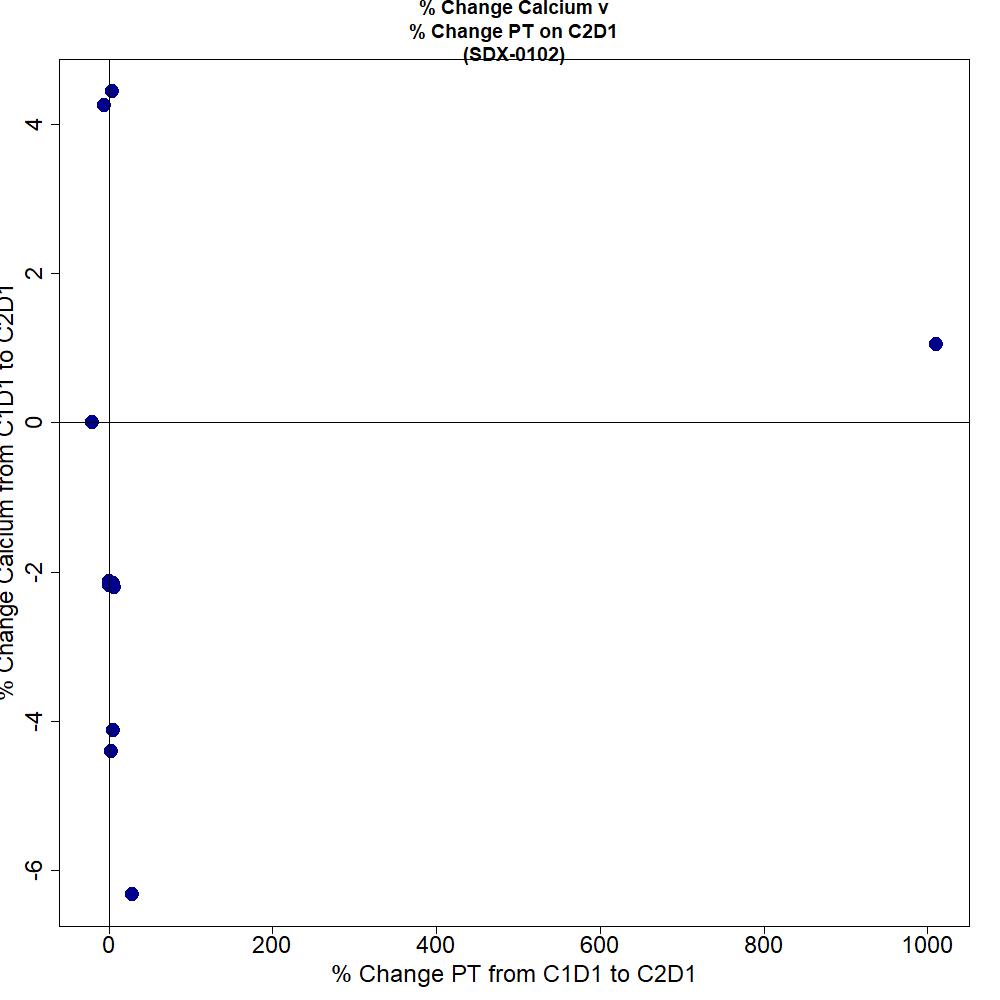 % Change Calcium v
% Change PT on C2D1
(SDX-0102)
% Change Calcium from C1D1 to C2D1
4
2
0
-2
-4
-6
0 200 400 600 800 1000
% Change PT from C1D1 to C2D1